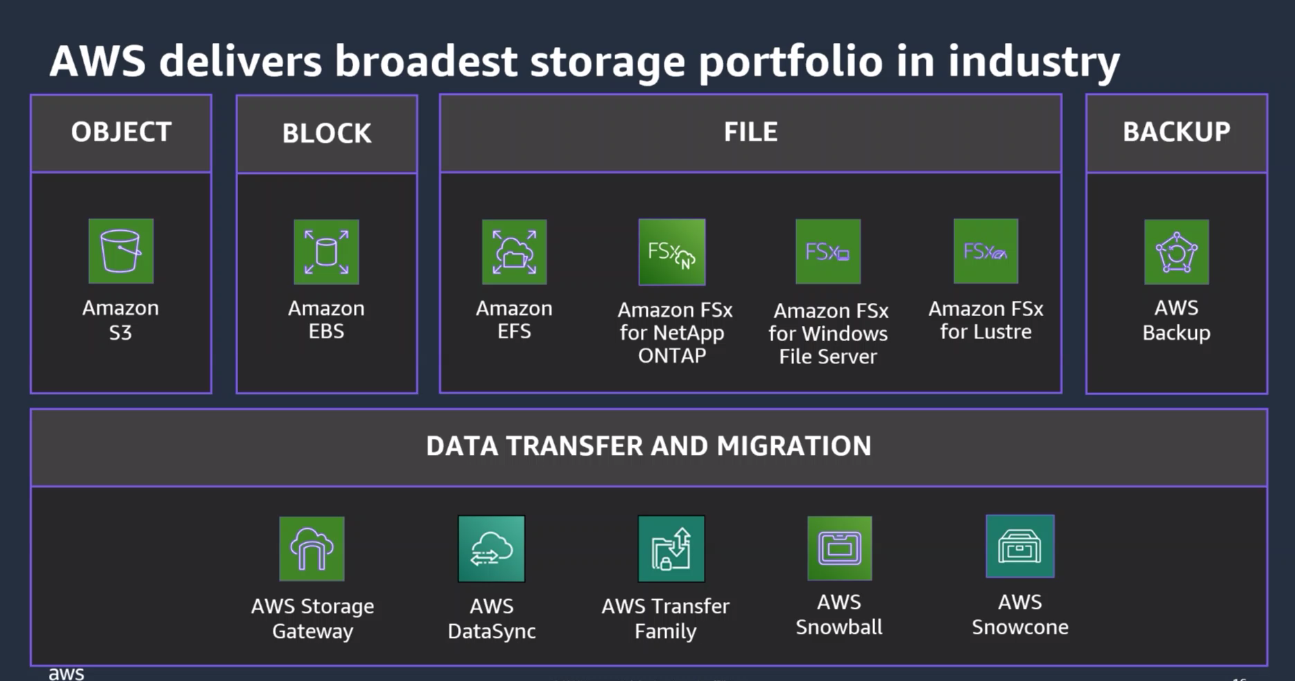 AWS delivers broadest storage portfolio in industry
OBJECT
Amazon
S3
BLOCK
Amazon
EBS
FILE
Amazon
EFS
FSx
N
Amazon FSx
for NetApp
ONTAP
FSx
Amazon FSx
for Windows
File Server
FSx
Amazon FSx
for Lustre
BACKUP
AWS
Backup
DATA TRANSFER AND MIGRATION
AWS Storage
Gateway
AWS
DataSync
AWS Transfer
Family
AWS
Snowball
AWS
Snowcone
aws